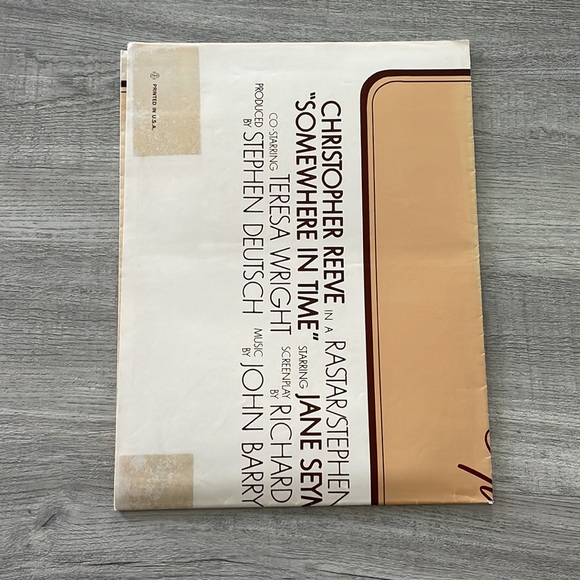 CHRISTOPHER REEVE IN A RASTAR/STEPHEN
"SOMEWHERE IN TIME" STARRING JANE SEYM
CO-STARRING TERESA WRIGHT SCREENPLAY BY RICHARD
PRODUCED BY STEPHEN DEUTSCH MUSIC BY JOHN BARRY
PRINTED IN U.S.A.